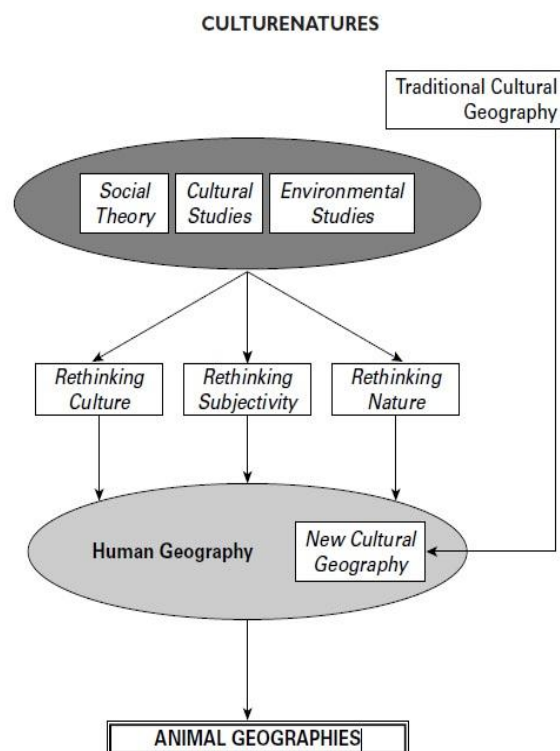 CULTURENATURES
Traditional Cultural
Geography
Social
Theory
Cultural
Studies
Environmental
Studies
Rethinking
Culture
Rethinking
Subjectivity
Rethinking
Nature
Human Geography
New Cultural
Geography
ANIMAL GEOGRAPHIES